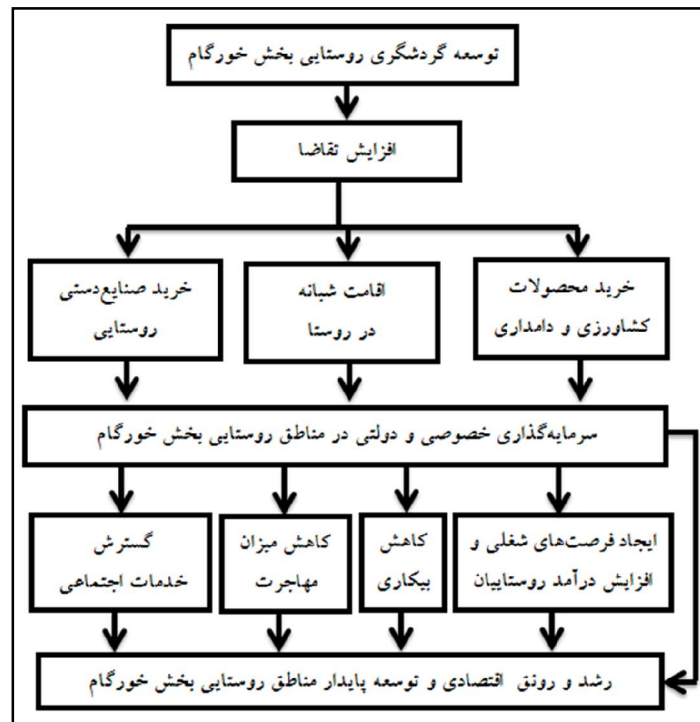 توسعه گردشگری روستایی بخش خورگام
افزایش تقاضا
خرید محصولات
کشاورزی و دامداری
اقامت شبانه
در روستا
خرید صنایع‌دستی
روستایی
سرمایه‌گذاری خصوصی و دولتی در مناطق روستایی بخش خورگام
ایجاد فرصت‌های شغلی و
افزایش درآمد روستاییان
کاهش
بیکاری
کاهش میزان
مهاجرت
گسترش
خدمات اجتماعی
رشد و رونق اقتصادی و توسعه پایدار مناطق روستایی بخش خورگام